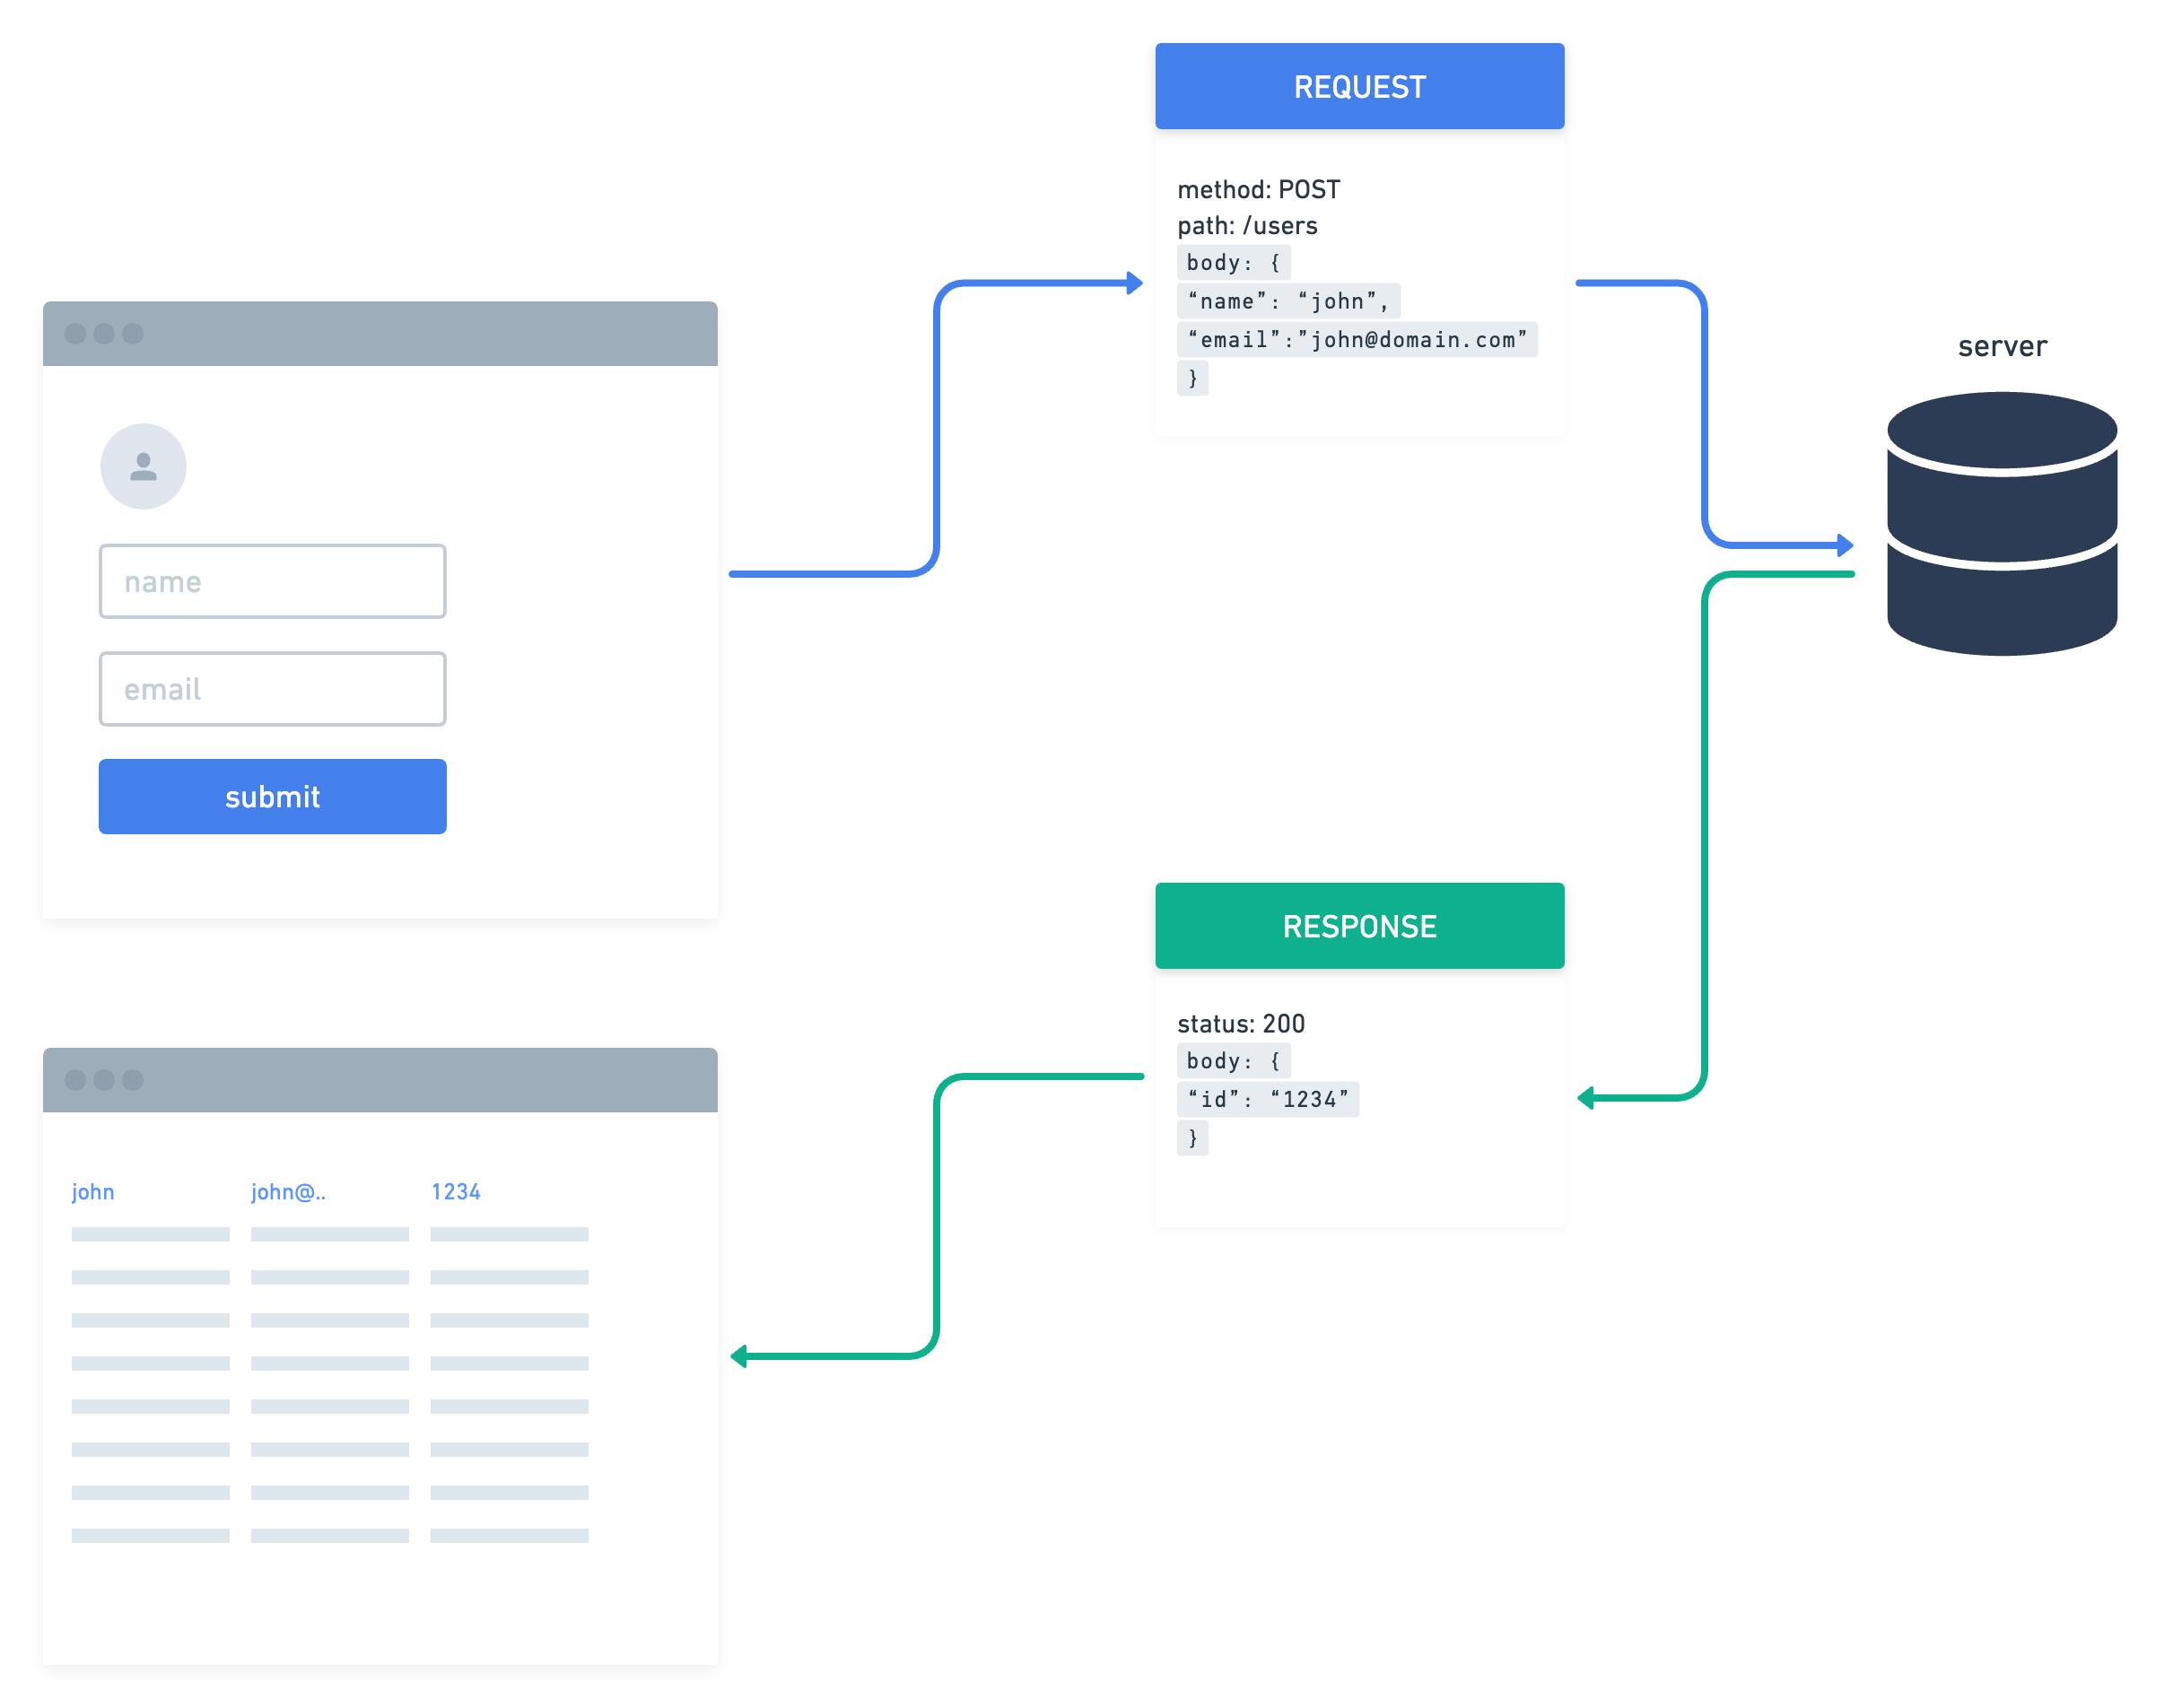 REQUEST
method: POST
path: /users
body: {
“name”: “john”,
“email”:”john@domain.com”
}
server
name
email
submit
RESPONSE
status: 200
body: {
“id”: “1234”
}
john john@.. 1234